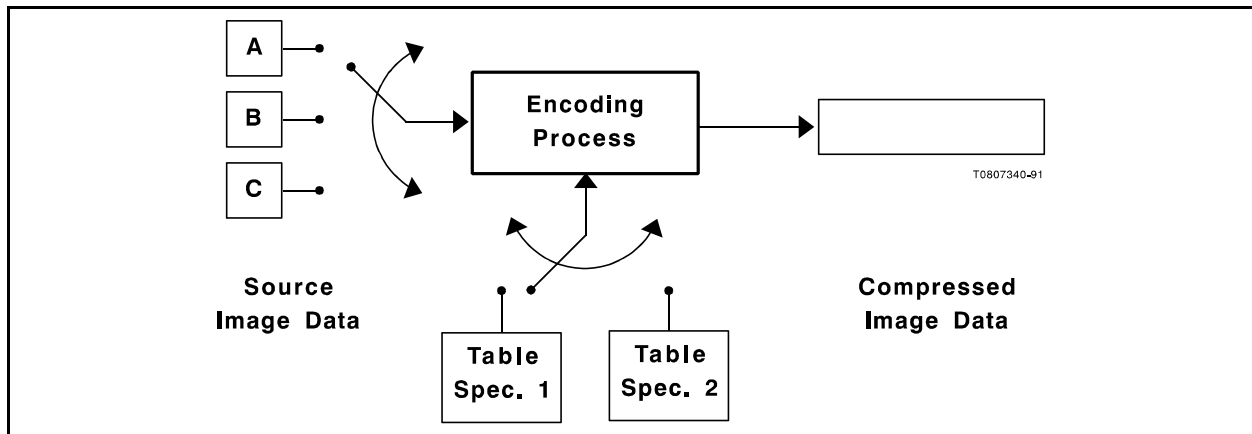 A
B
C
Encoding
Process
T0807340-91
Source
Image Data
Compressed
Image Data
Table
Spec. 1
Table
Spec. 2